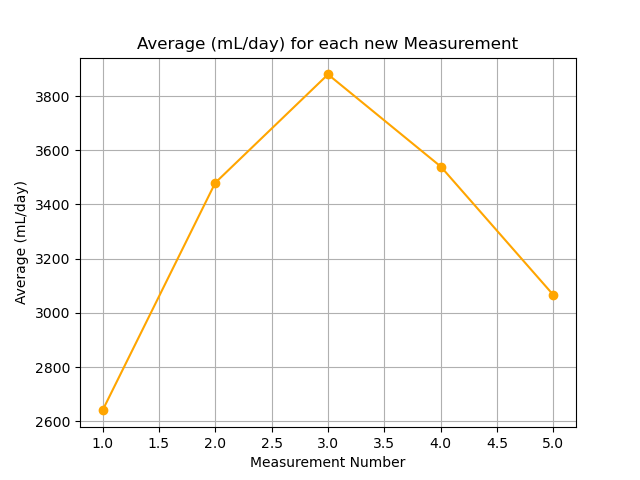 Average (mL/day) for each new Measurement
Average (mL/day)
3800
3600
3400
3200
3000
2800
2600
1.0 1.5 2.0 2.5 3.0 3.5 4.0 4.5 5.0
Measurement Number